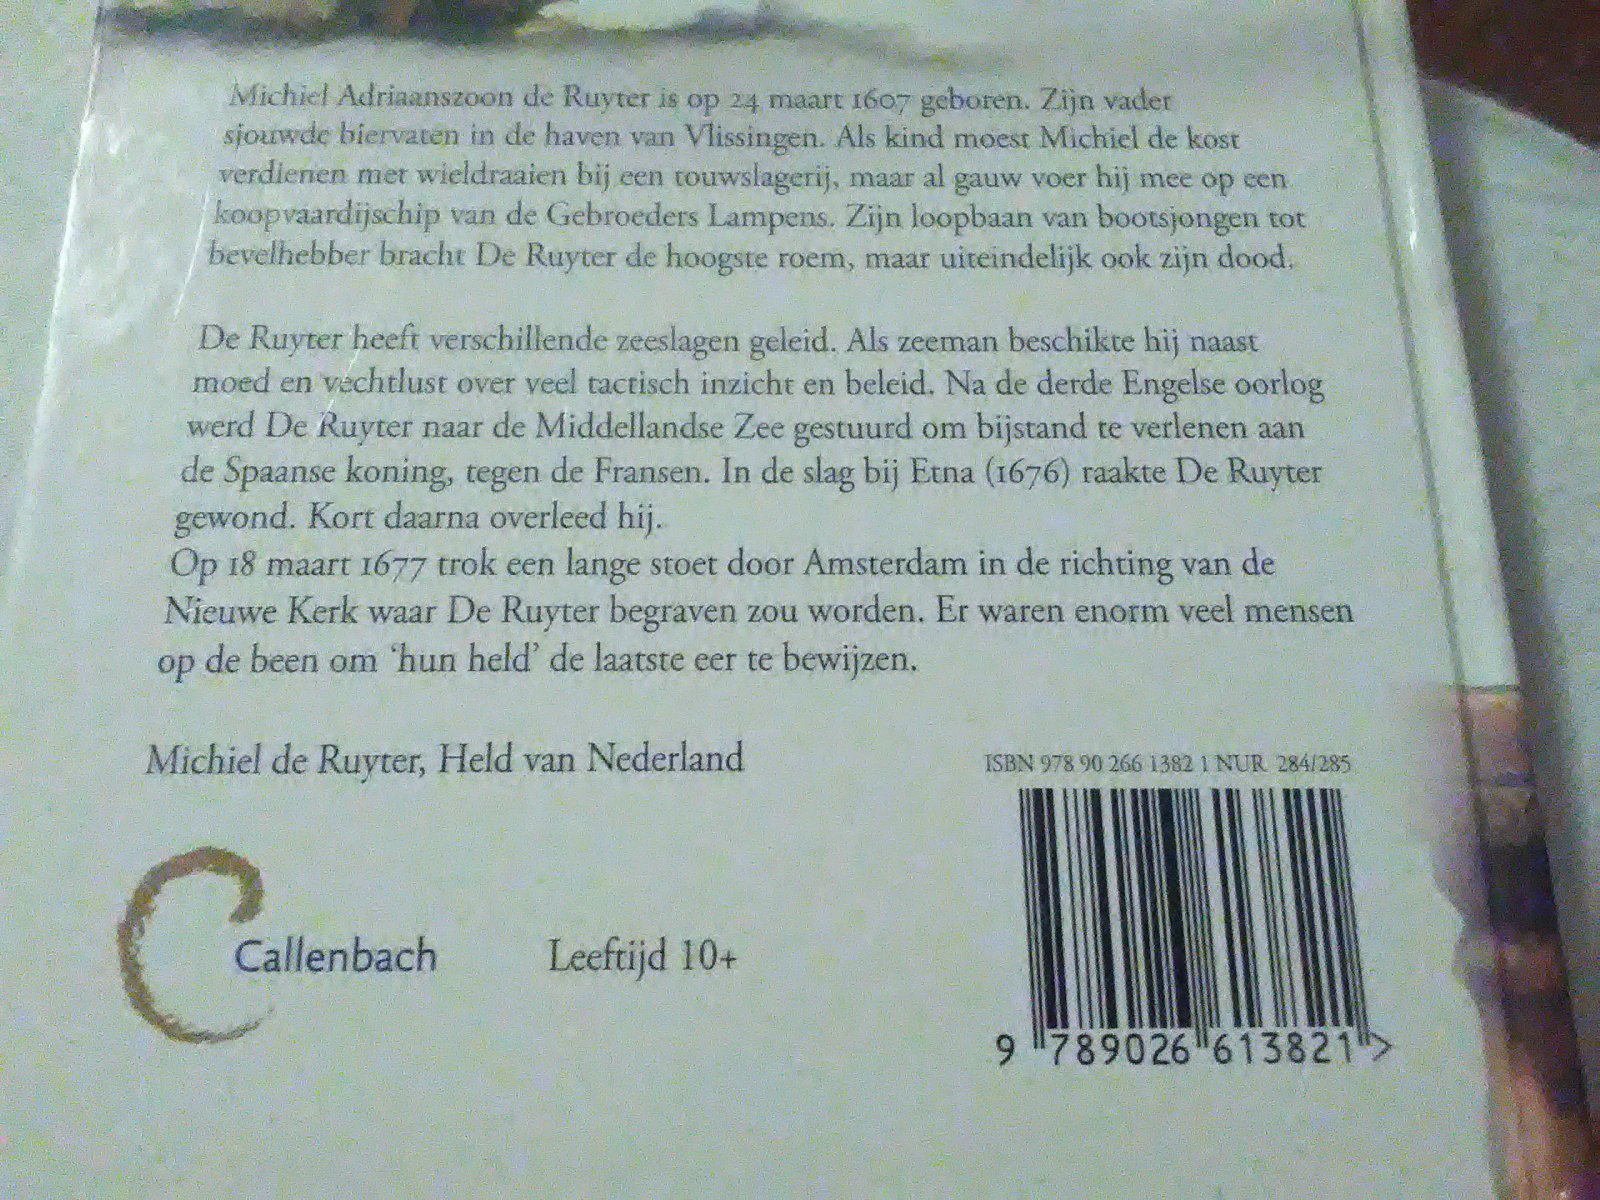 Michiel Adriaanszoon de Ruyter is op 24 maart 1607 geboren. Zijn vader
sjouwde biervaten in de haven van Vlissingen. Als kind moest Michiel de kost
verdienen met wieldraaien bij een touwslagerij, maar al gauw voer hij mee op een
koopvaardijschip van de Gebroeders Lampens. Zijn loopbaan van bootsjongen tot
bevelhebber bracht De Ruyter de hoogste roem, maar uiteindelijk ook zijn dood.
De Ruyter heeft verschillende zeeslagen geleid. Als zeeman beschikte hij naast
moed en vechtlust over veel tactisch inzicht en beleid. Na de derde Engelse oorlog
werd De Ruyter naar de Middellandse Zee gestuurd om bijstand te verlenen aan
de Spaanse koning, tegen de Fransen. In de slag bij Etna (1676) raakte De Ruyter
gewond. Kort daarna overleed hij.
Op 18 maart 1677 trok een lange stoet door Amsterdam in de richting van de
Nieuwe Kerk waar De Ruyter begraven zou worden. Er waren enorm veel mensen
op de been om ‘hun held’ de laatste eer te bewijzen.
Michiel de Ruyter, Held van Nederland
ISBN 978 90 266 1382 1 NUR 284/285
Callenbach
Leeftijd 10+
9 789026 613821 >